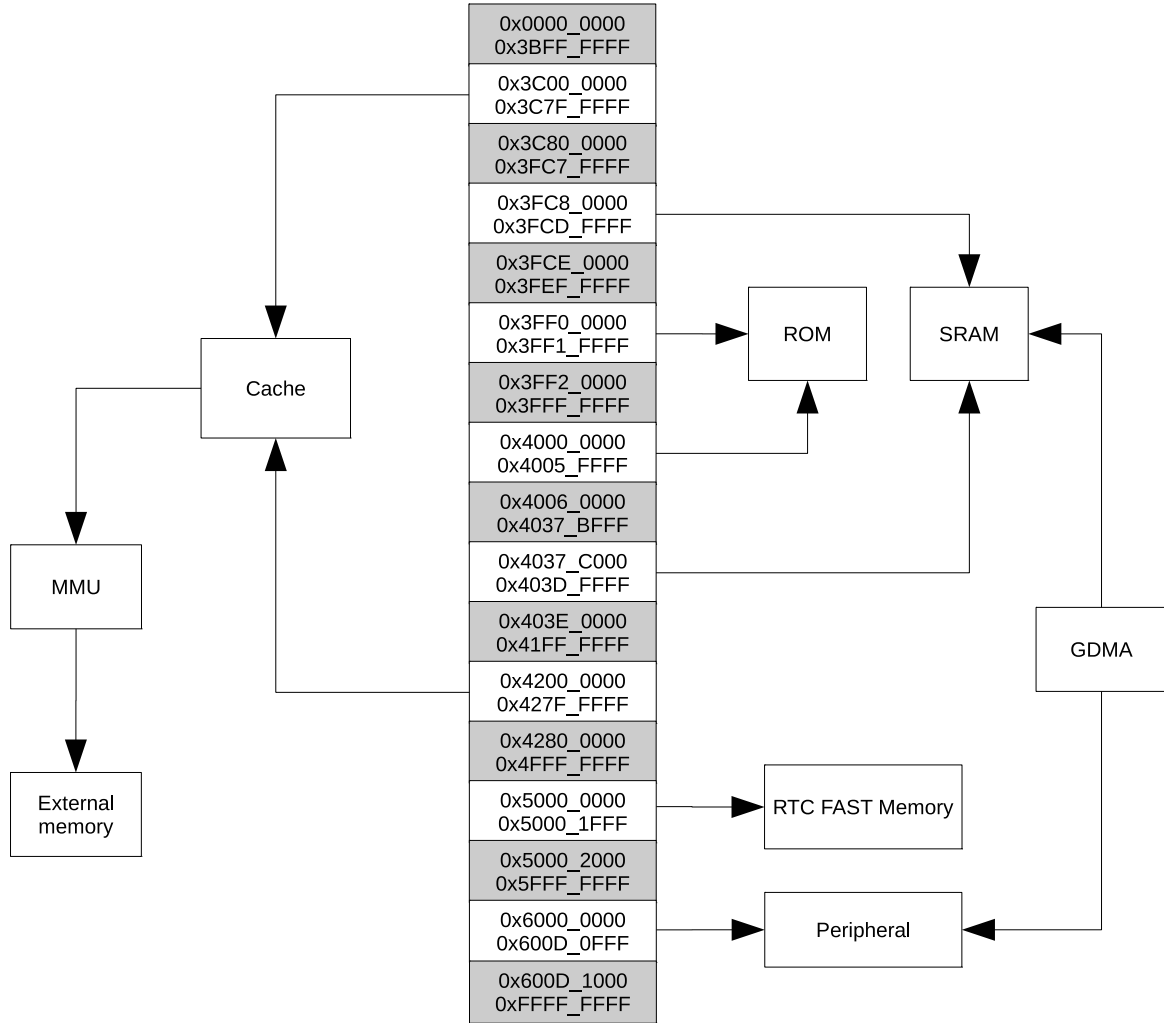 0x0000_0000
0x3BFF_FFFF
0x3C00_0000
0x3C7F_FFFF
0x3C80_0000
0x3FC7_FFFF
0x3FC8_0000
0x3FCD_FFFF
0x3FCE_0000
0x3FEF_FFFF
0x3FF0_0000
0x3FF1_FFFF
0x3FF2_0000
0x3FFF_FFFF
0x4000_0000
0x4005_FFFF
0x4006_0000
0x4037_BFFF
0x4037_C000
0x403D_FFFF
0x403E_0000
0x41FF_FFFF
0x4200_0000
0x427F_FFFF
0x4280_0000
0x4FFF_FFFF
0x5000_0000
0x5000_1FFF
0x5000_2000
0x5FFF_FFFF
0x6000_0000
0x600D_0FFF
0x600D_1000
0xFFFF_FFFF
Cache
MMU
External
memory
ROM
SRAM
GDMA
RTC FAST Memory
Peripheral